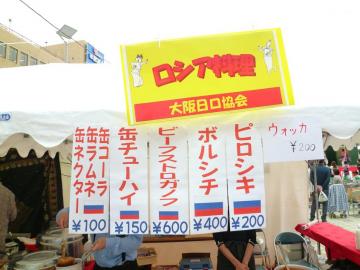 ロシア料理
大阪日ロ協会
ウォッカ
¥200
ピロシキ
¥200
ボルシチ
¥400
ビーフストロガノフ
¥600
缶チューハイ
¥150
缶コーラ
缶ラムネ
缶ネクター
¥100